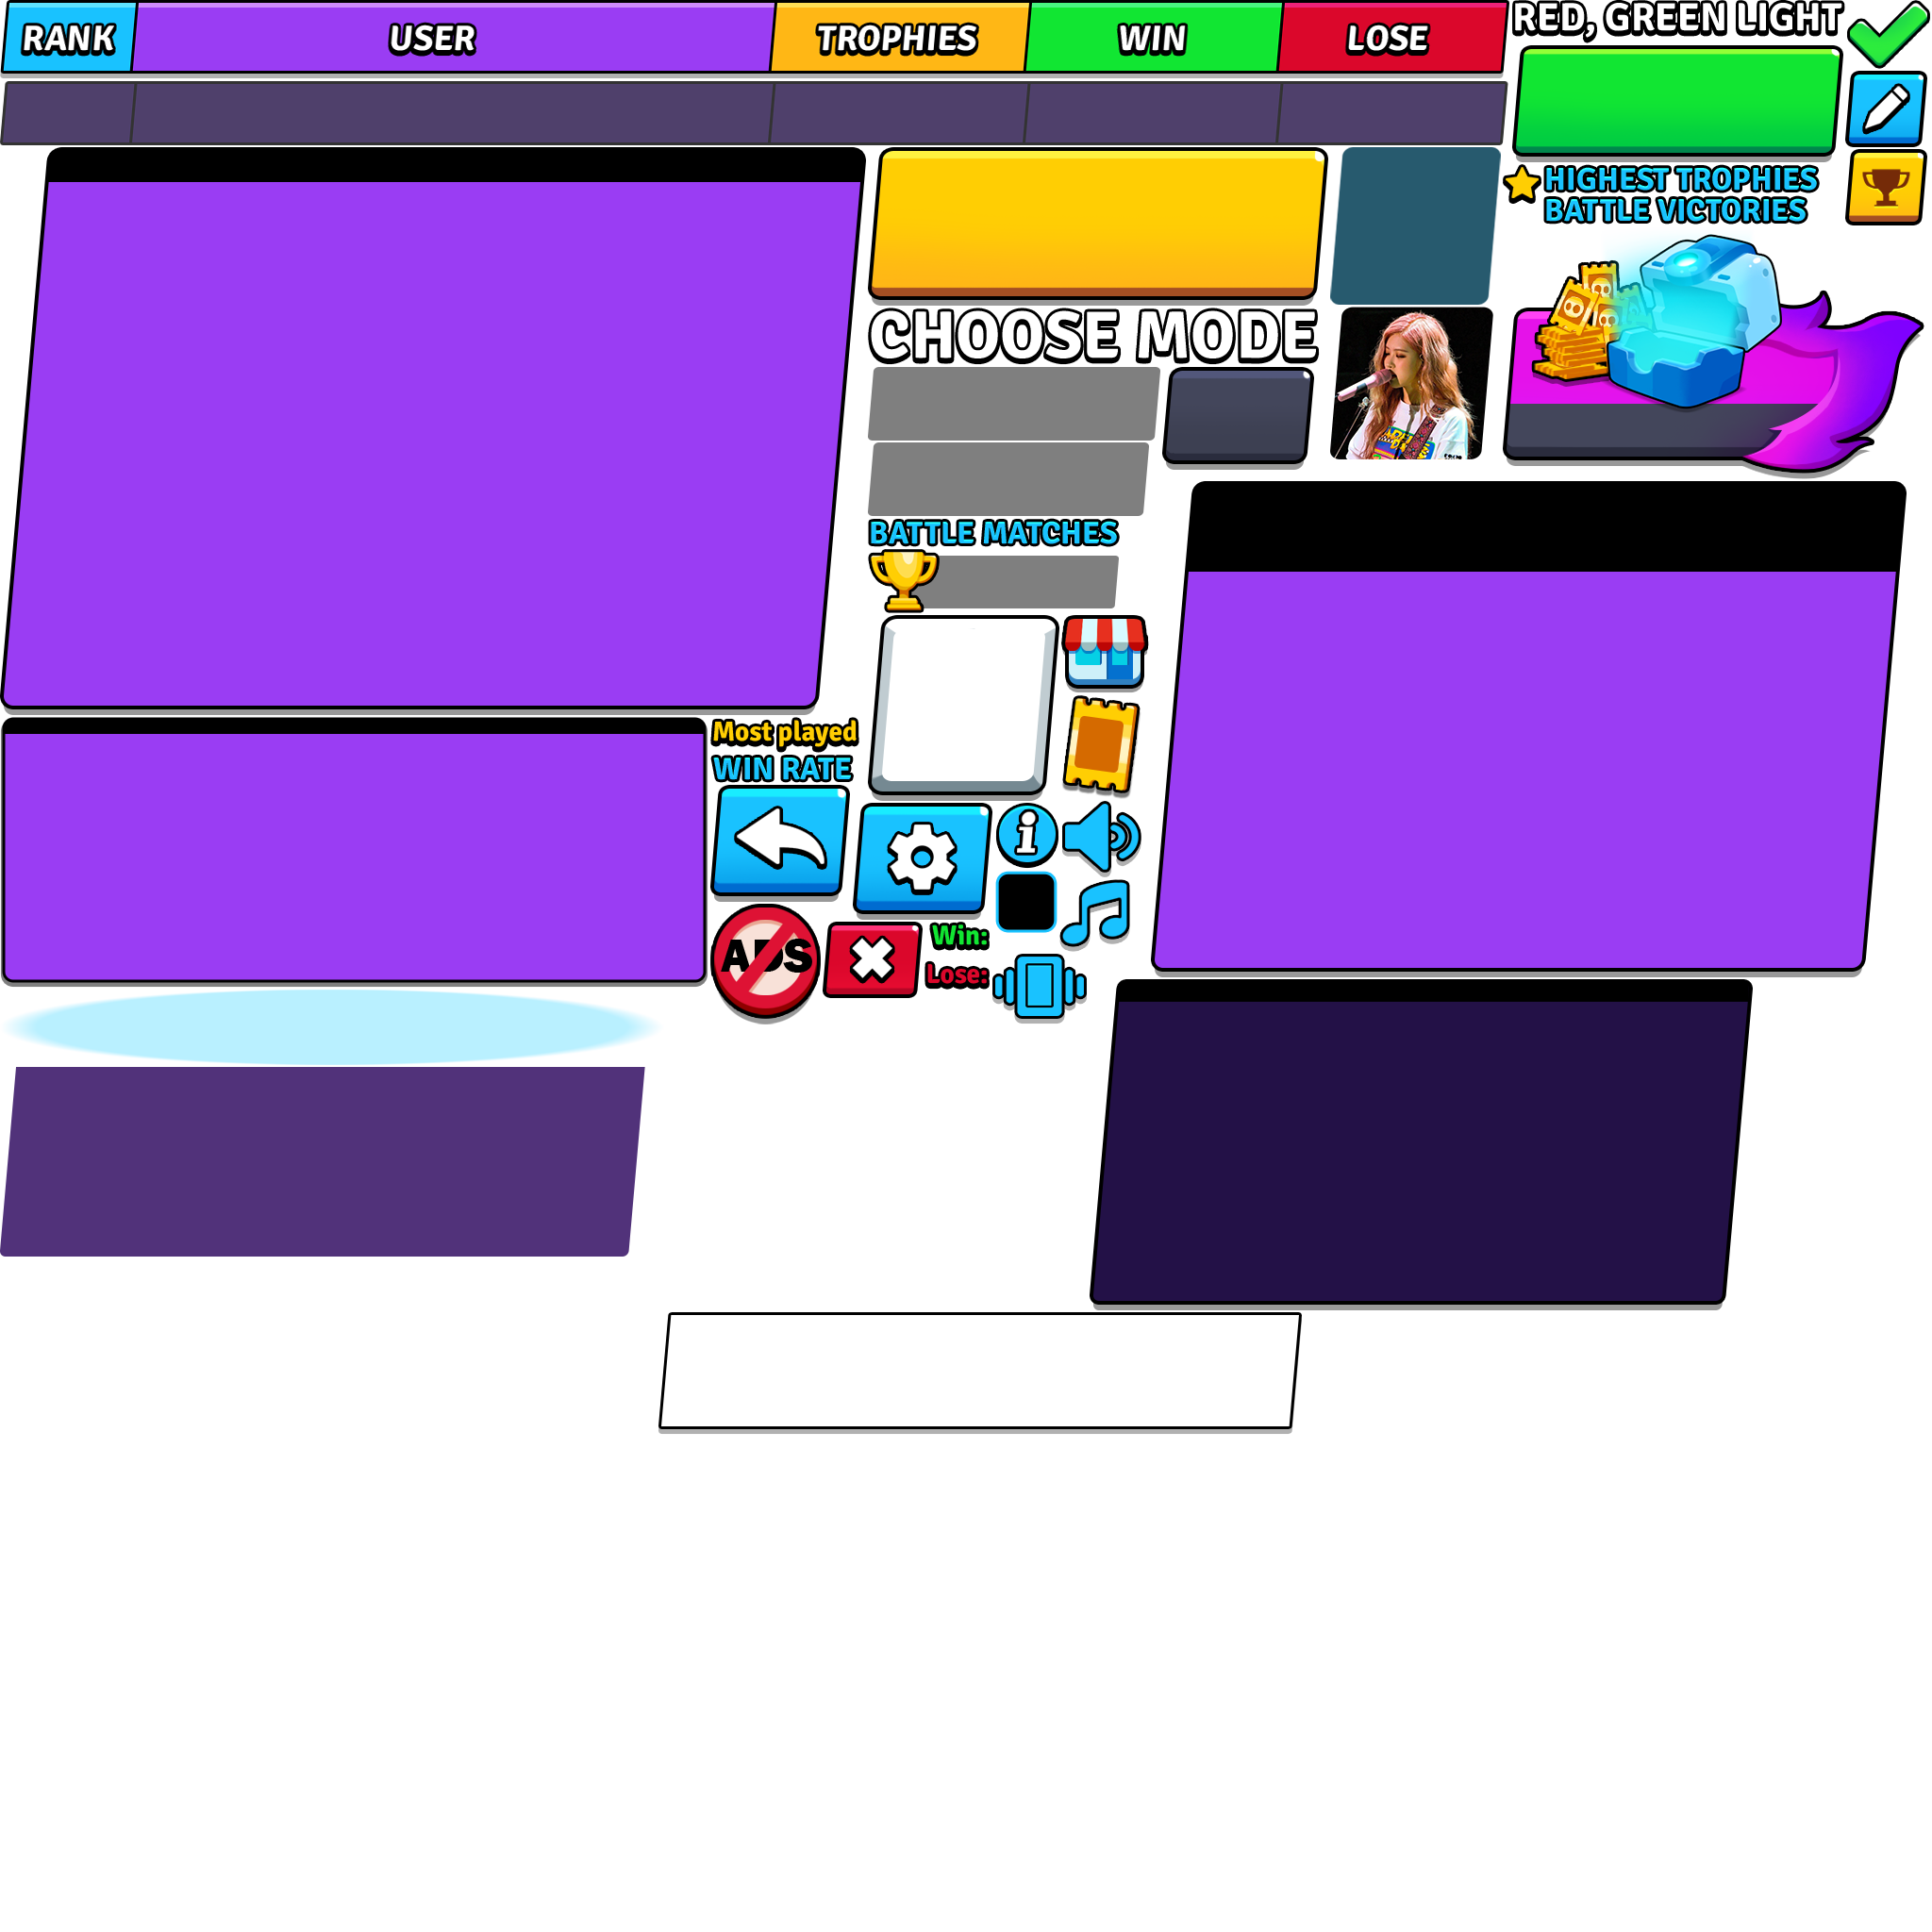 RANK USER TROPHIES WIN LOSE
RED, GREEN LIGHT
HIGHEST TROPHIES
BATTLE VICTORIES
CHOOSE MODE
BATTLE MATCHES
Most played
WIN RATE
ADS
Win:
Lose: